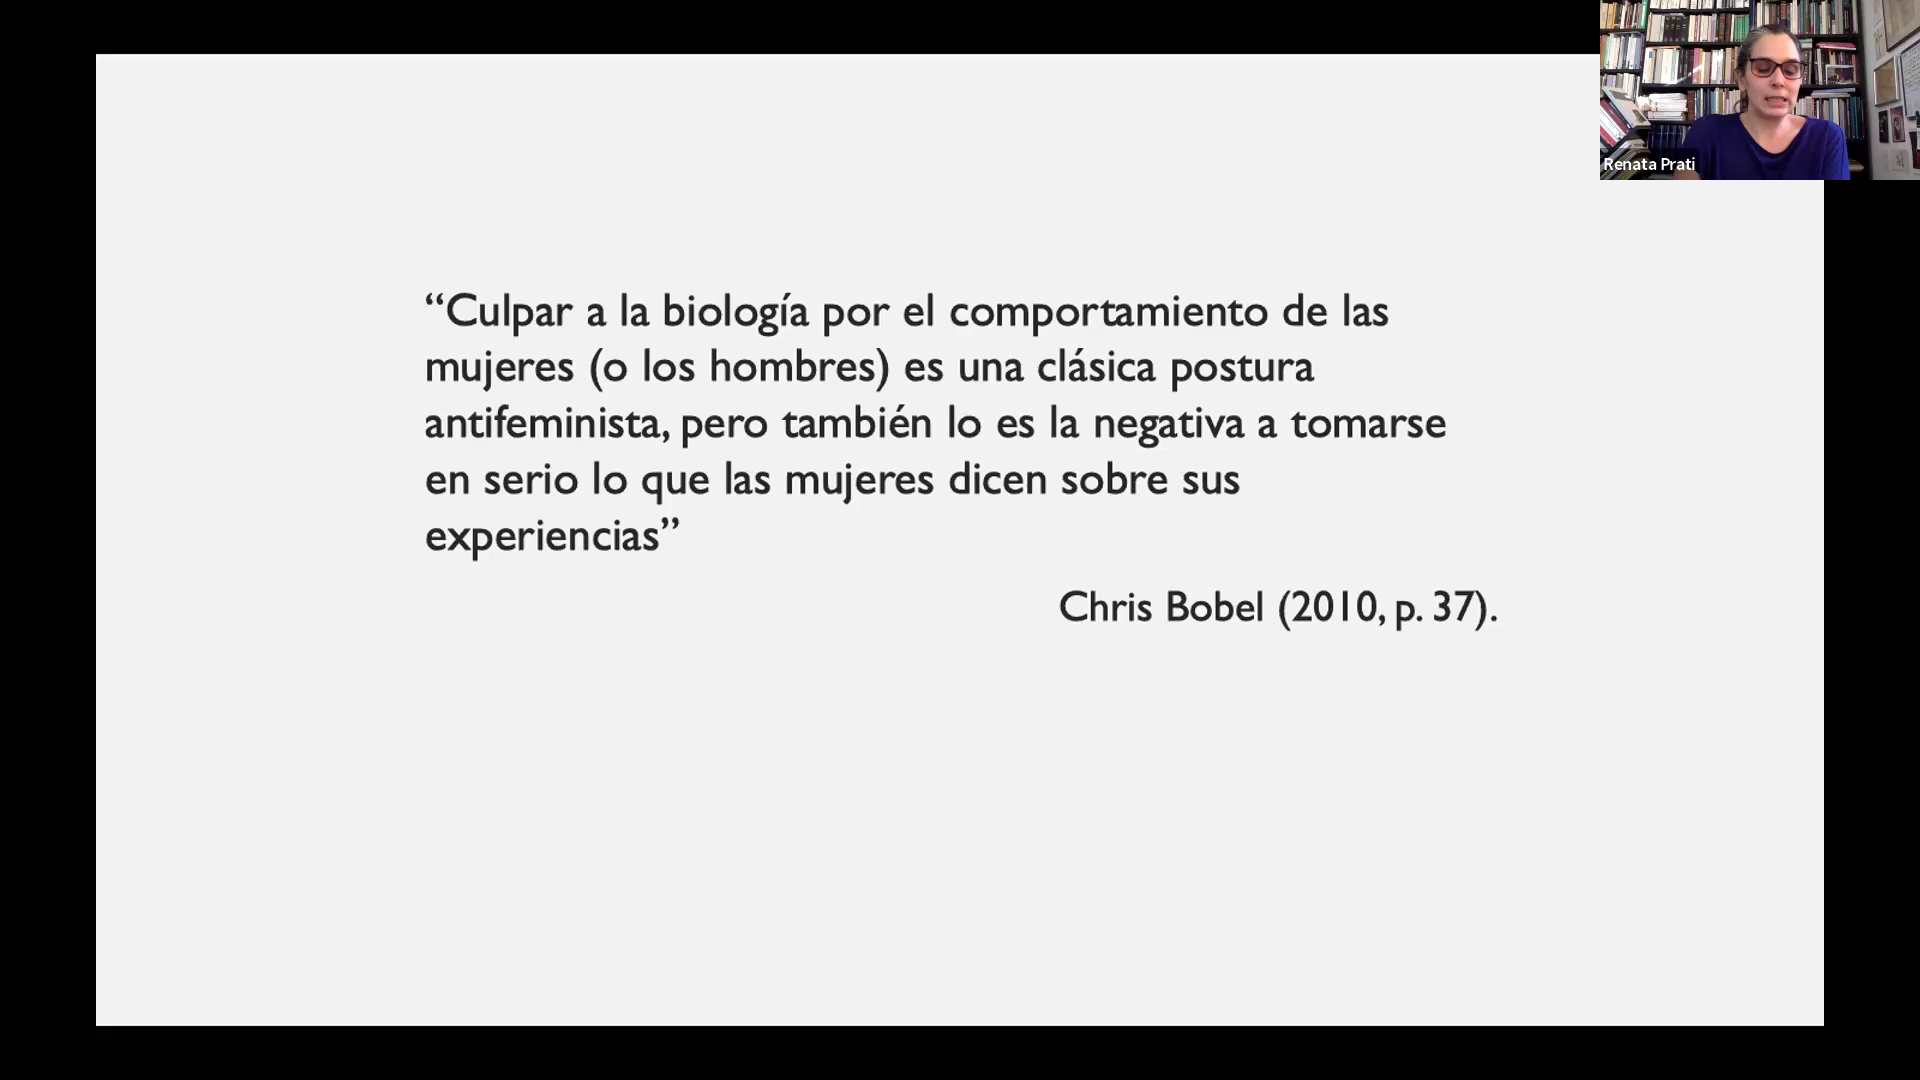 Renata Prati
“Culpar a la biología por el comportamiento de las
mujeres (o los hombres) es una clásica postura
antifeminista, pero también lo es la negativa a tomarse
en serio lo que las mujeres dicen sobre sus
experiencias”
Chris Bobel (2010, p. 37).